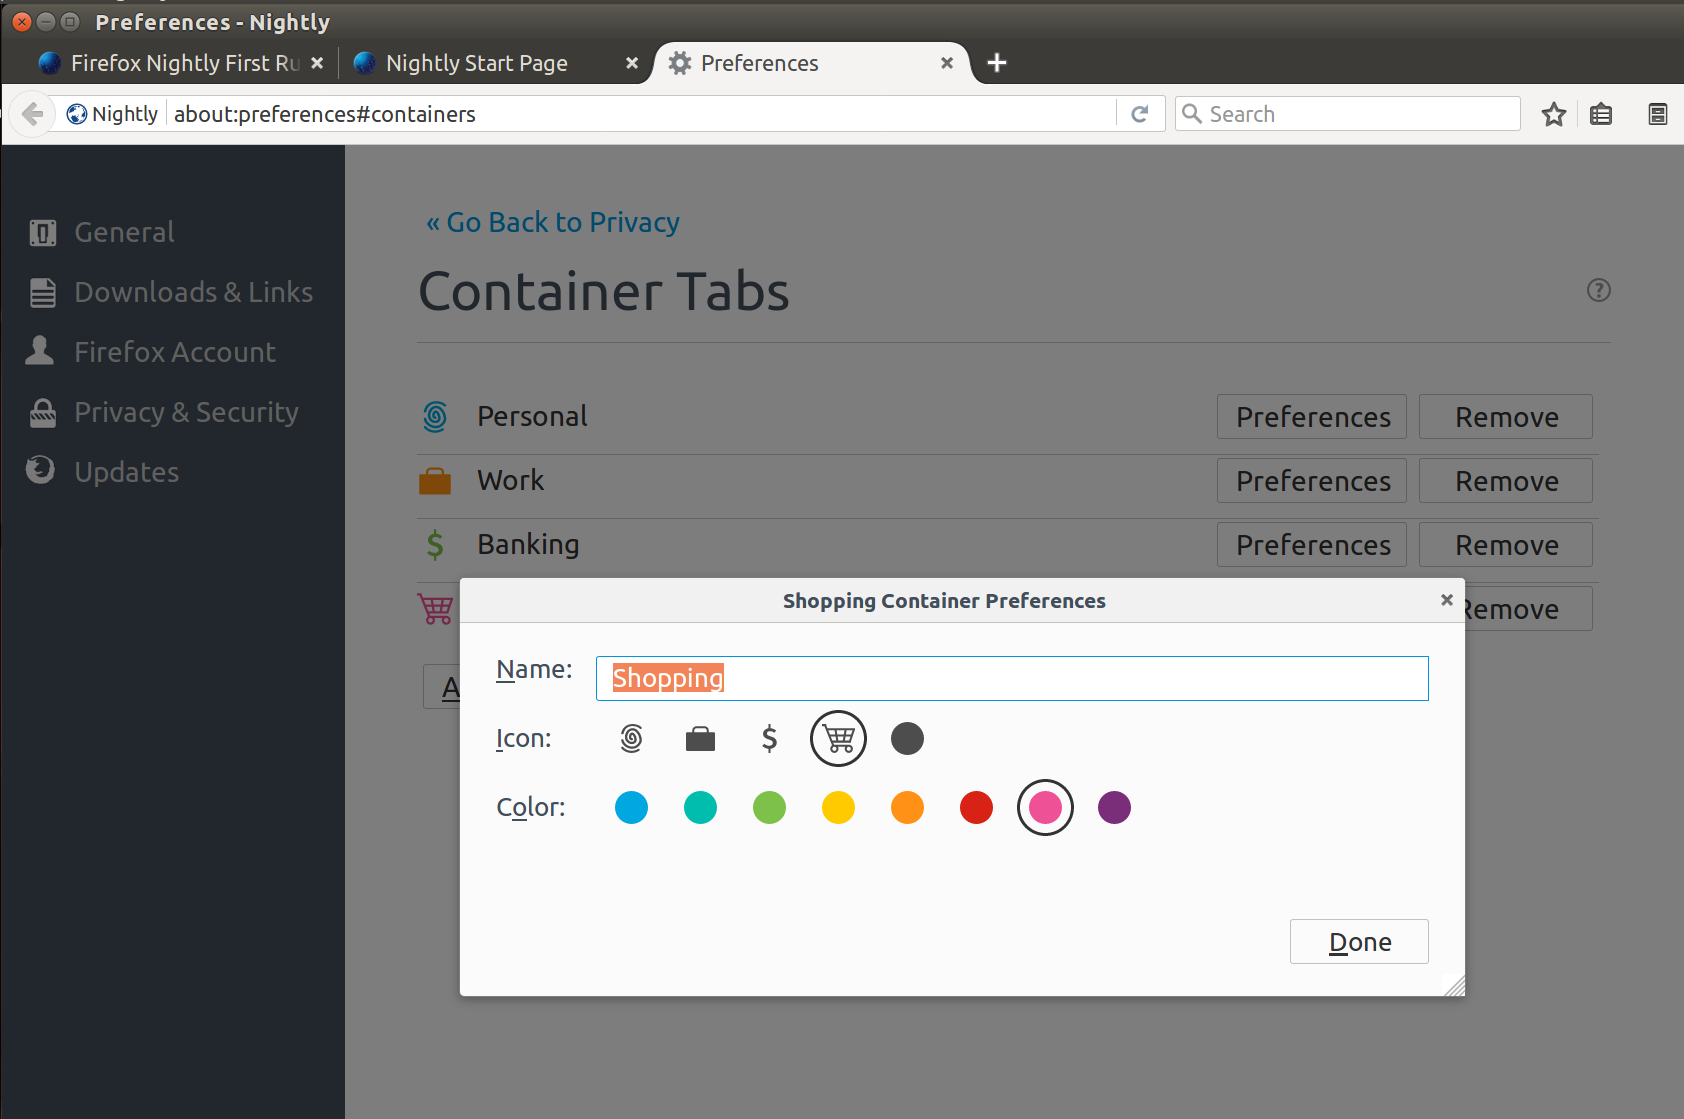 Preferences - Nightly
Firefox Nightly First Ru
Nightly Start Page
Preferences
Nightly
about:preferences#containers
Search
General
Downloads & Links
Firefox Account
Privacy & Security
Updates
« Go Back to Privacy
Container Tabs
?
Personal
Preferences
Remove
Work
Preferences
Remove
$
Banking
Preferences
Remove
Remove
A
Shopping Container Preferences
Name:
Shopping
Icon:
$
Color:
Done